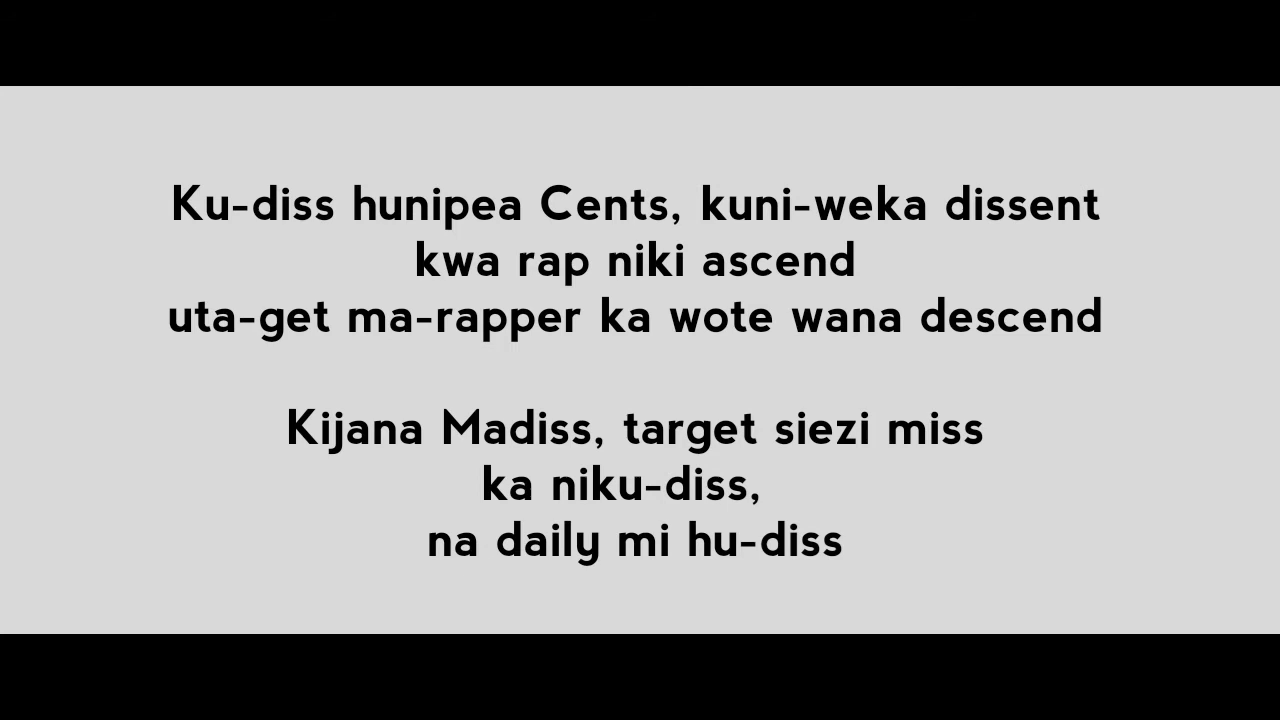 Ku-diss hunipea Cents, kuni-weka dissent
kwa rap niki ascend
uta-get ma-rapper ka wote wana descend
Kijana Madiss, target siezi miss
ka niku-diss,
na daily mi hu-diss